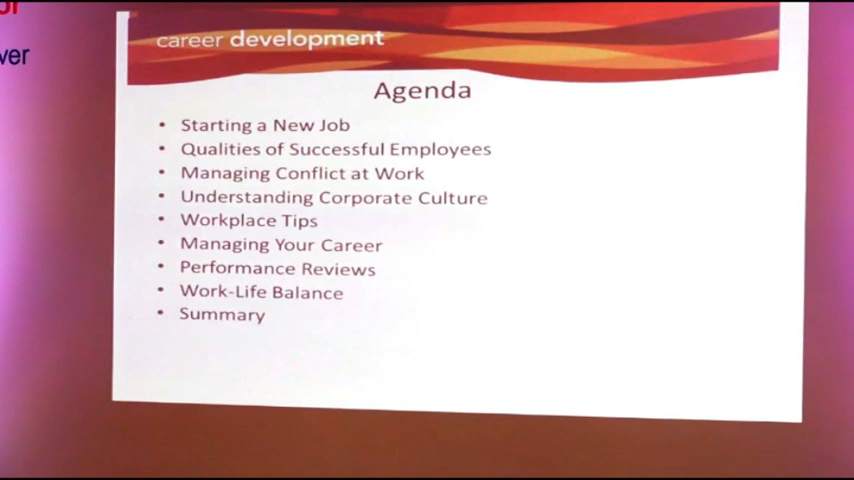 career development
Agenda
• Starting a New Job
• Qualities of Successful Employees
• Managing Conflict at Work
• Understanding Corporate Culture
• Workplace Tips
• Managing Your Career
• Performance Reviews
• Work-Life Balance
• Summary